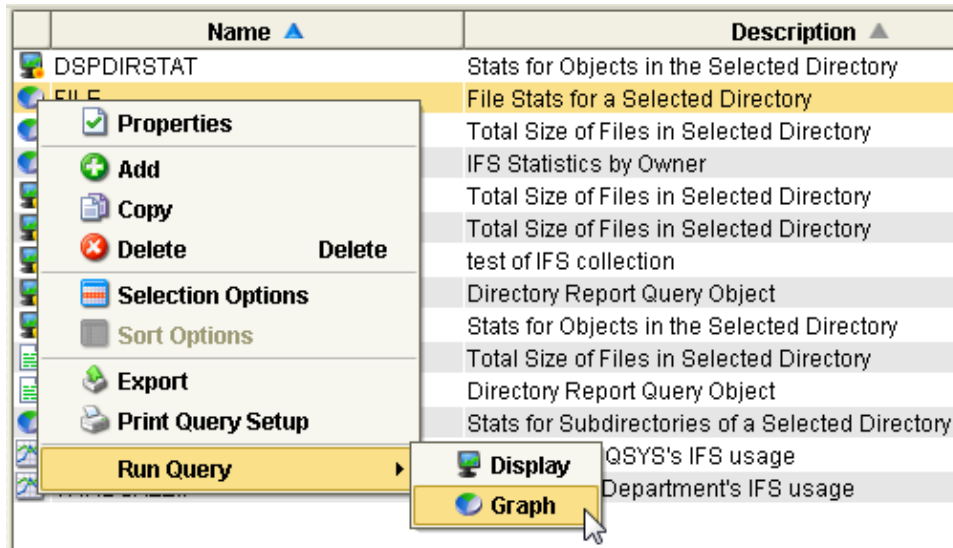 Name Description
DSPDIRSTAT Stats for Objects in the Selected Directory
FILE File Stats for a Selected Directory
Total Size of Files in Selected Directory
IFS Statistics by Owner
Total Size of Files in Selected Directory
Total Size of Files in Selected Directory
test of IFS collection
Directory Report Query Object
Stats for Objects in the Selected Directory
Total Size of Files in Selected Directory
Directory Report Query Object
Stats for Subdirectories of a Selected Directory
QSYS's IFS usage
Department's IFS usage
Properties
Add
Copy
Delete Delete
Selection Options
Sort Options
Export
Print Query Setup
Run Query
Display
Graph